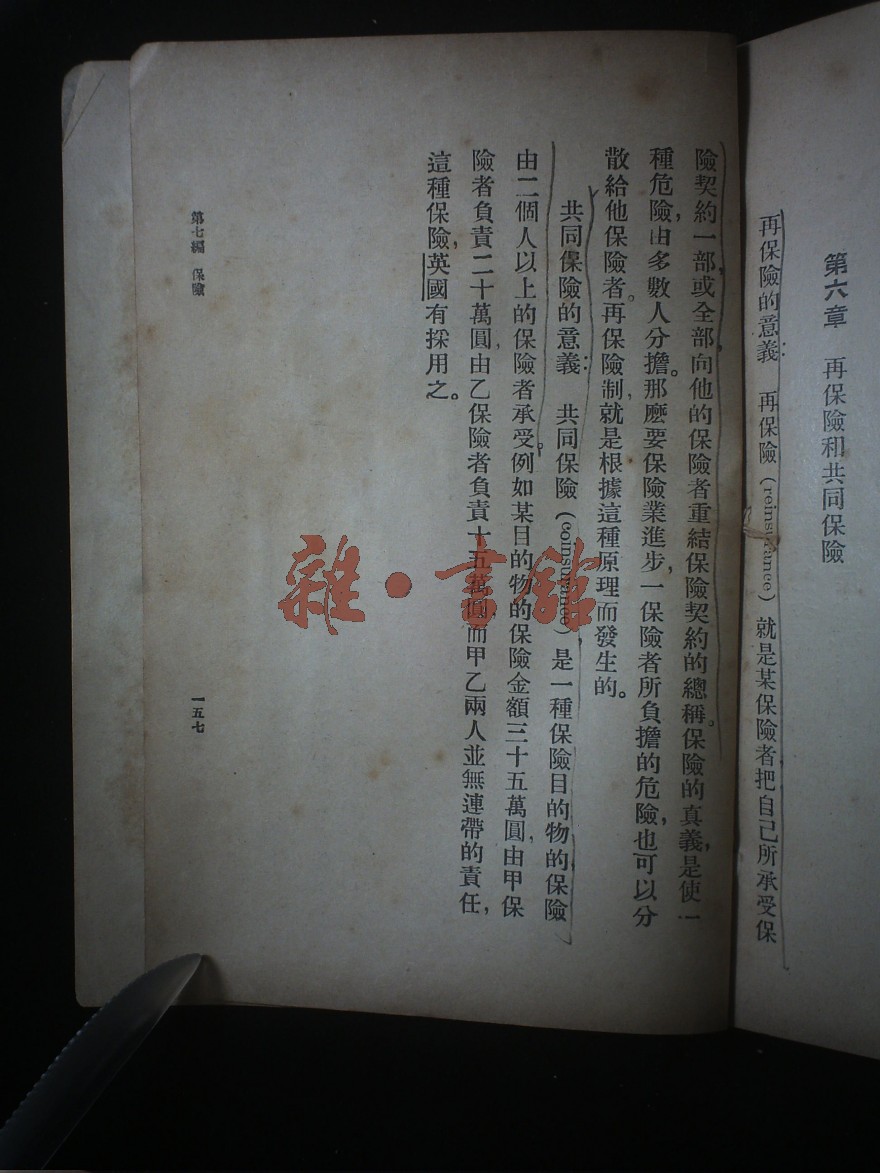 第六章　再保險和共同保險
再保險的意義：　再保險（reinsurance）就是某保險者把自己所承受保
險契約一部，或全部，向他的保險者重結保險契約的總稱。保險的真義，是使一
種危險，由多數人分擔。那麽要保險業進步，一保險者所負擔的危險，也可以分
散給他保險者。再保險制，就是根據這種原理而發生的。
共同保險的意義：　共同保險（coinsurance），是一種保險目的物的保險
由二個人以上的保險者承受。例如某目的物的保險金額三十五萬圓，由甲保
險者負責二十萬圓，由乙保險者負責十五萬圓，而甲乙兩人並無連帶的責任，
這種保險，英國有採用之。
第七編　保險
一五七
雜·書館